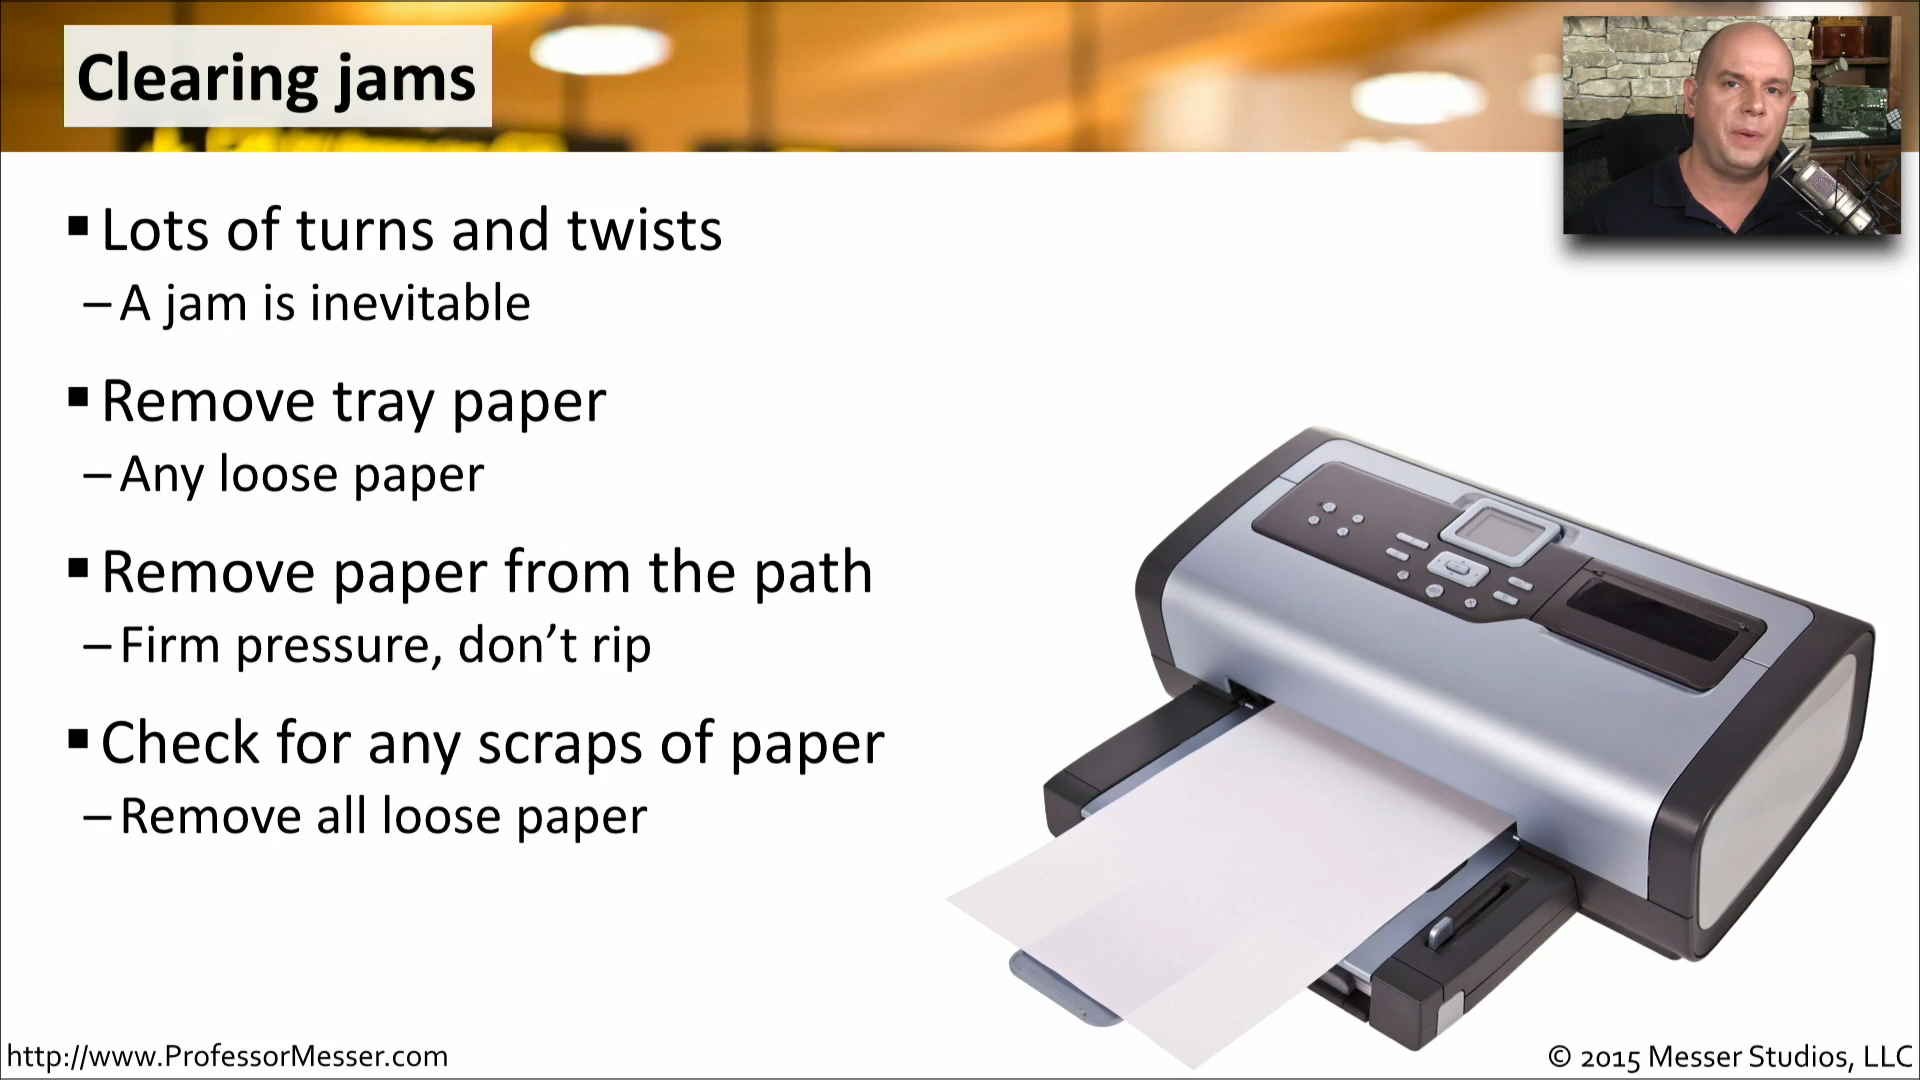 Clearing jams
▪ Lots of turns and twists
– A jam is inevitable
▪ Remove tray paper
– Any loose paper
▪ Remove paper from the path
– Firm pressure, don’t rip
▪ Check for any scraps of paper
– Remove all loose paper
http://www.ProfessorMesser.com
© 2015 Messer Studios, LLC